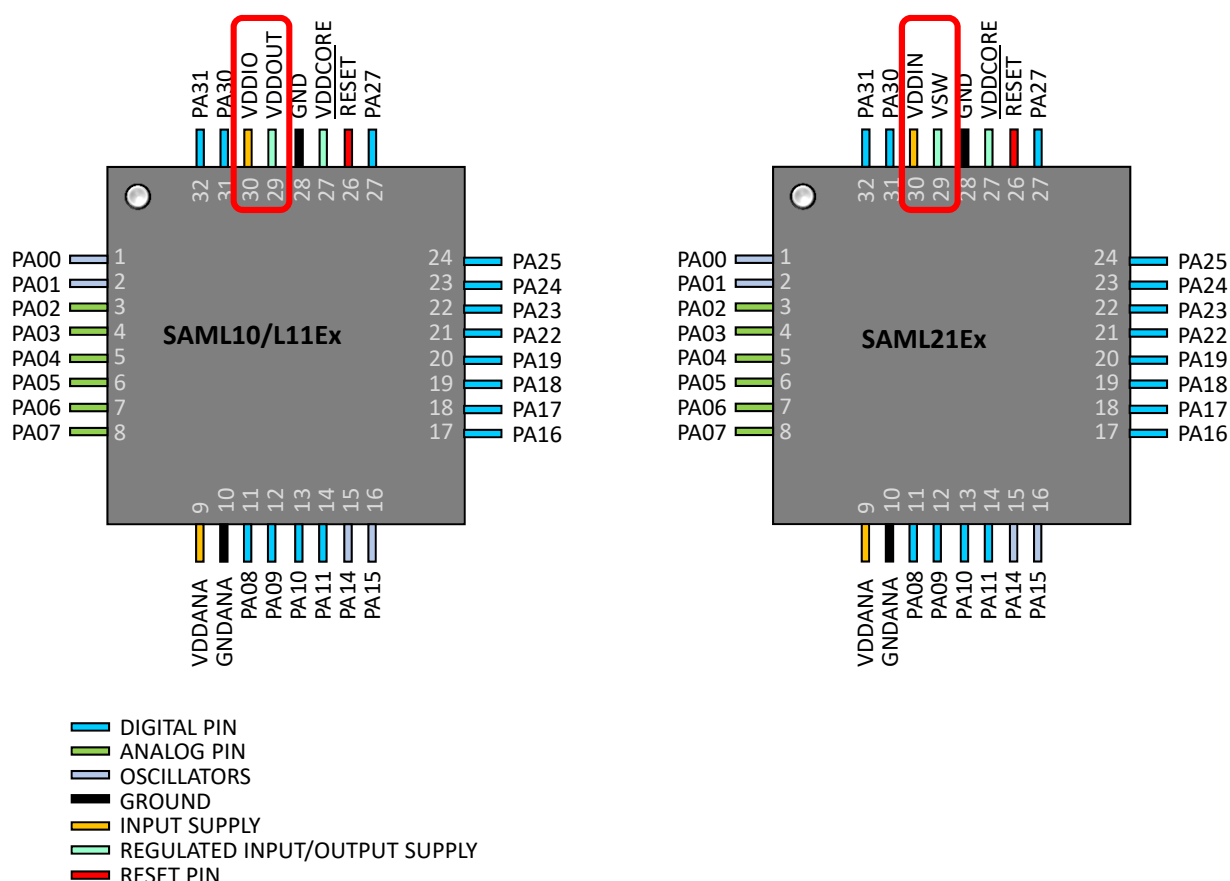 PA31
PA30
VDDIO
VDDOUT
GND
VDDCORE
RESET
PA27
32
31
30
29
28
27
26
27
PA00 1
PA01 2
PA02 3
PA03 4
PA04 5
PA05 6
PA06 7
PA07 8
SAML10/L11Ex
24 PA25
23 PA24
22 PA23
21 PA22
20 PA19
19 PA18
18 PA17
17 PA16
9
10
11
12
13
14
15
16
VDDANA
GNDANA
PA08
PA09
PA10
PA11
PA14
PA15
PA31
PA30
VDDIN
VSW
GND
VDDCORE
RESET
PA27
32
31
30
29
28
27
26
27
PA00 1
PA01 2
PA02 3
PA03 4
PA04 5
PA05 6
PA06 7
PA07 8
SAML21Ex
24 PA25
23 PA24
22 PA23
21 PA22
20 PA19
19 PA18
18 PA17
17 PA16
9
10
11
12
13
14
15
16
VDDANA
GNDANA
PA08
PA09
PA10
PA11
PA14
PA15
DIGITAL PIN
ANALOG PIN
OSCILLATORS
GROUND
INPUT SUPPLY
REGULATED INPUT/OUTPUT SUPPLY
RESET PIN